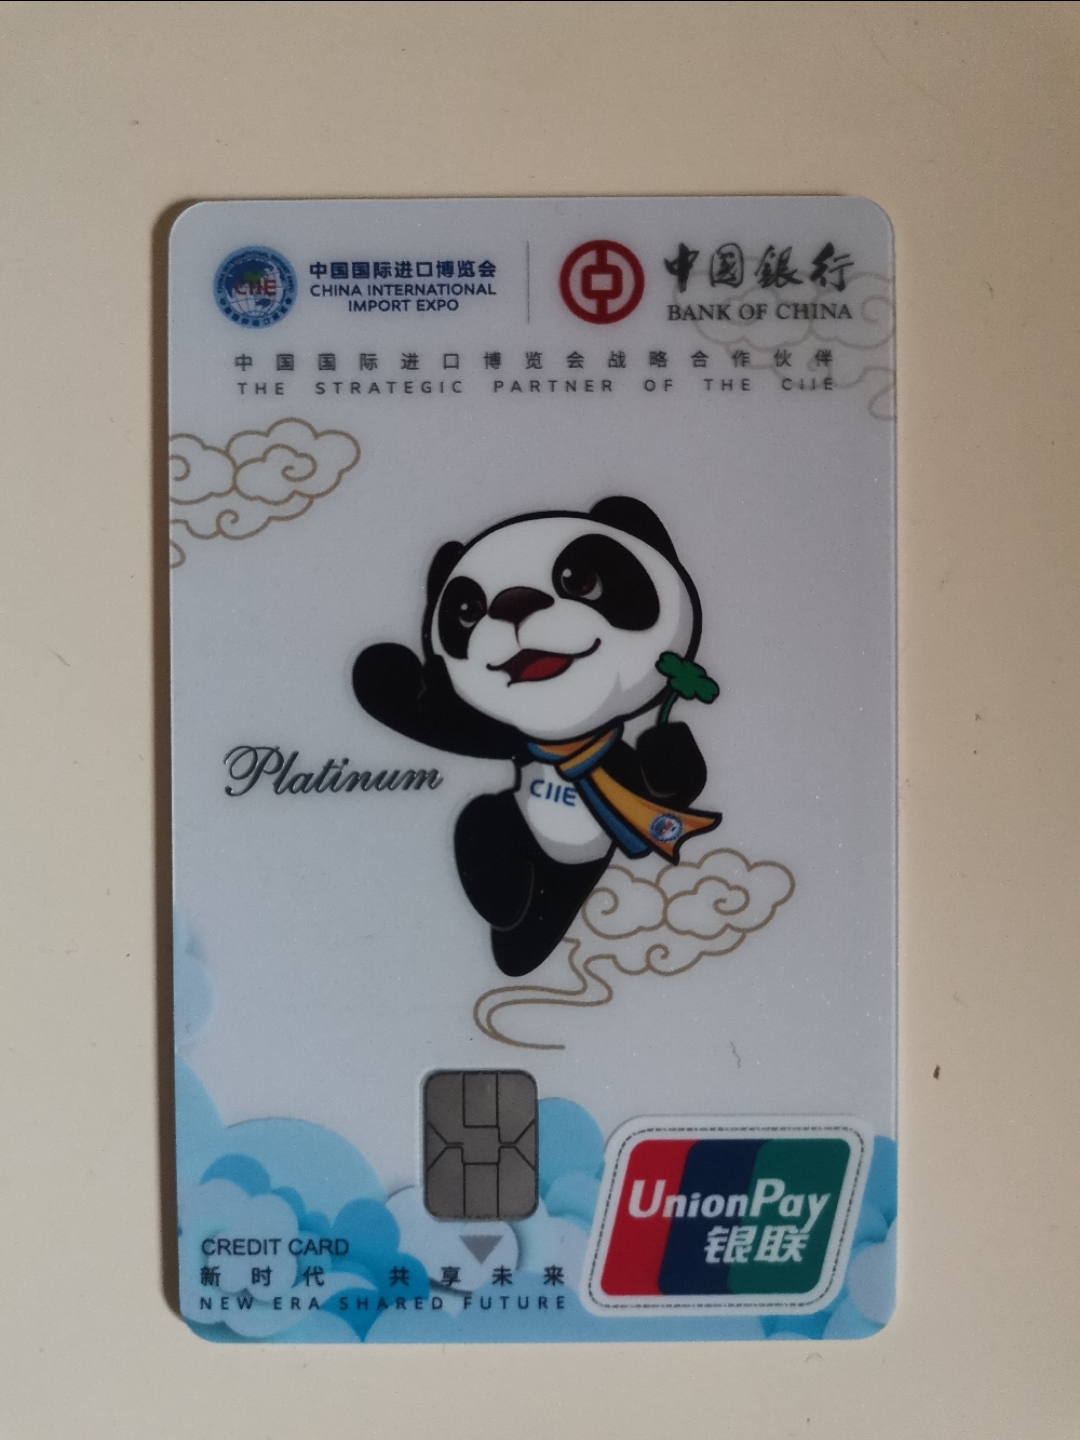 中国国际进口博览会
CHINA INTERNATIONAL
IMPORT EXPO
CIIE
中国銀行
BANK OF CHINA
中国国际进口博览会战略合作伙伴
THE STRATEGIC PARTNER OF THE CIIE
Platinum
CIIE
UnionPay
银联
CREDIT CARD
新时代 共享未来
NEW ERA SHARED FUTURE